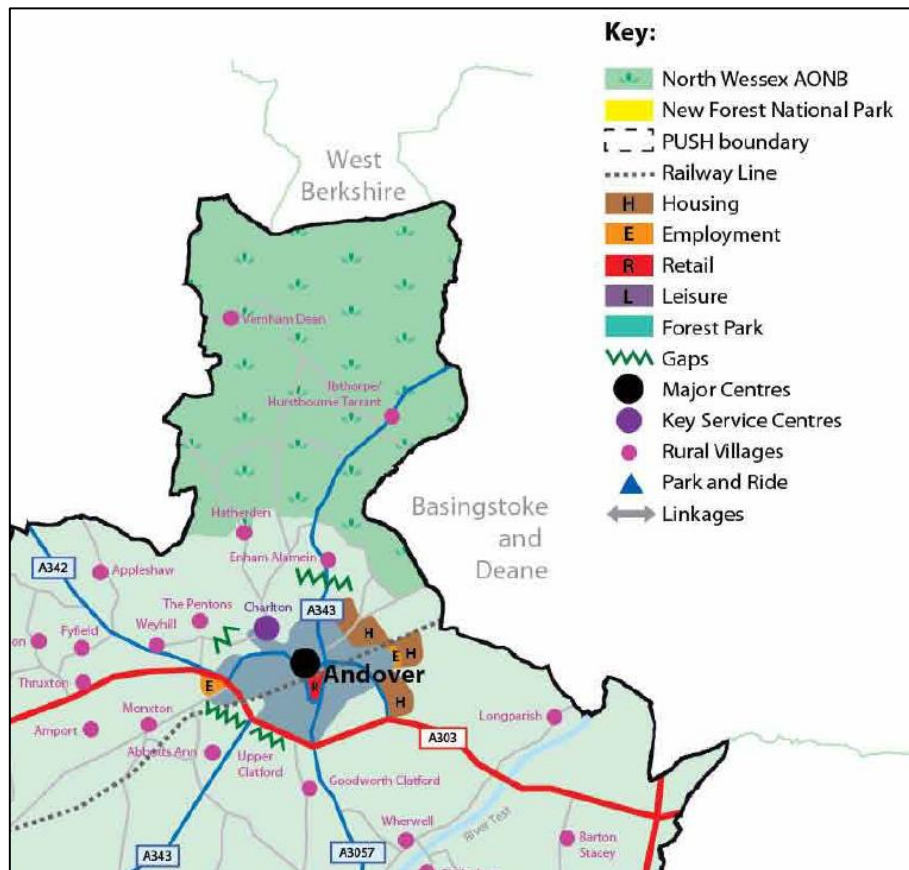 Key:
North Wessex AONB
New Forest National Park
PUSH boundary
Railway Line
H Housing
E Employment
R Retail
L Leisure
Forest Park
Gaps
Major Centres
Key Service Centres
Rural Villages
Park and Ride
Linkages
West
Berkshire
Vernham Dean
Ibthorpe/
Hurstbourne Tarrant
Basingstoke
and
Deane
Hatherden
Enham Alamein
A342
Appleshaw
The Pentons
Charlton
A343
on
Fyfield
Weyhill
H
E
H
Andover
Thruxton
E
R
H
Amport
Monxton
Abbotts Ann
Upper
Clatford
A303
Longparish
Goodworth Clatford
Wherwell
River Test
Barton
Stacey
A343
A3057